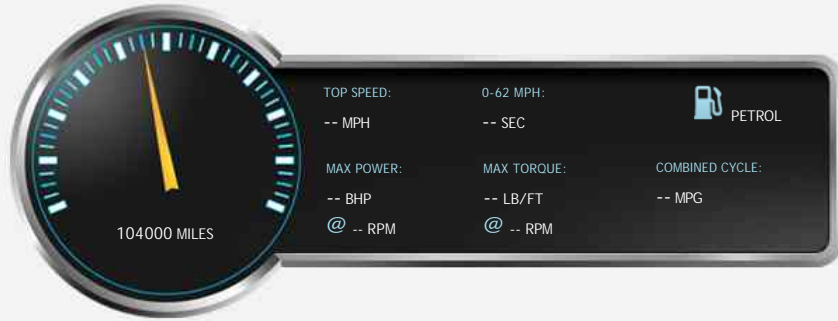 TOP SPEED:
-- MPH
0-62 MPH:
-- SEC
PETROL
MAX POWER:
-- BHP
@ -- RPM
MAX TORQUE:
-- LB/FT
@ -- RPM
COMBINED CYCLE:
-- MPG
104000 MILES